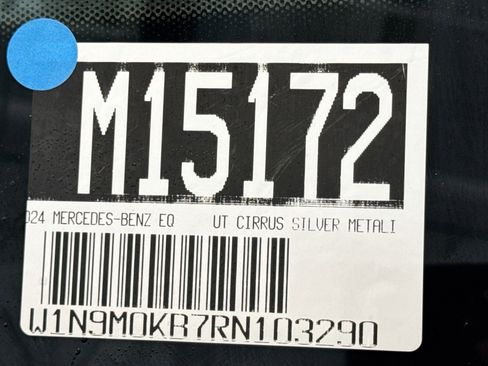 M15172
024 MERCEDES-BENZ EQ UT CIRRUS SILVER METALI
W1N9M0KB7RN103290